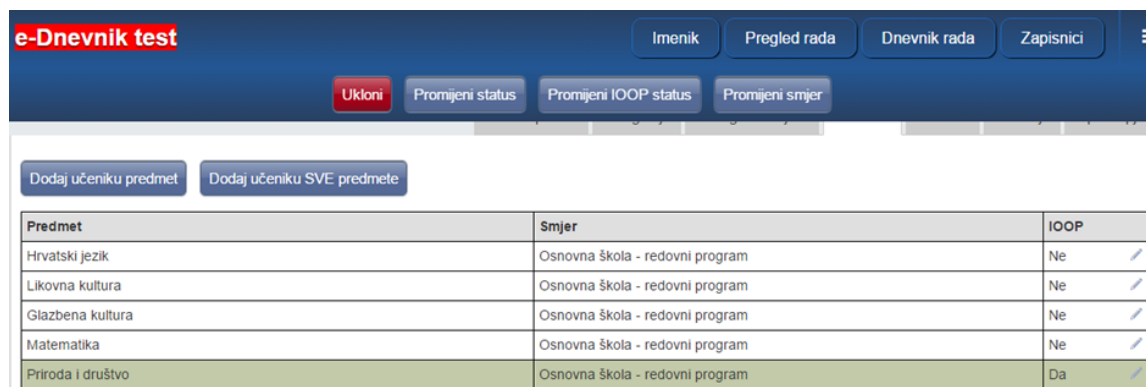 e-Dnevnik test Imenik Pregled rada Dnevnik rada Zapisnici
Ukloni Promijeni status Promijeni IOOP status Promijeni smjer
Dodaj učeniku predmet Dodaj učeniku SVE predmete
Predmet Smjer IOOP
Hrvatski jezik Osnovna škola - redovni program Ne
Likovna kultura Osnovna škola - redovni program Ne
Glazbena kultura Osnovna škola - redovni program Ne
Matematika Osnovna škola - redovni program Ne
Priroda i društvo Osnovna škola - redovni program Da